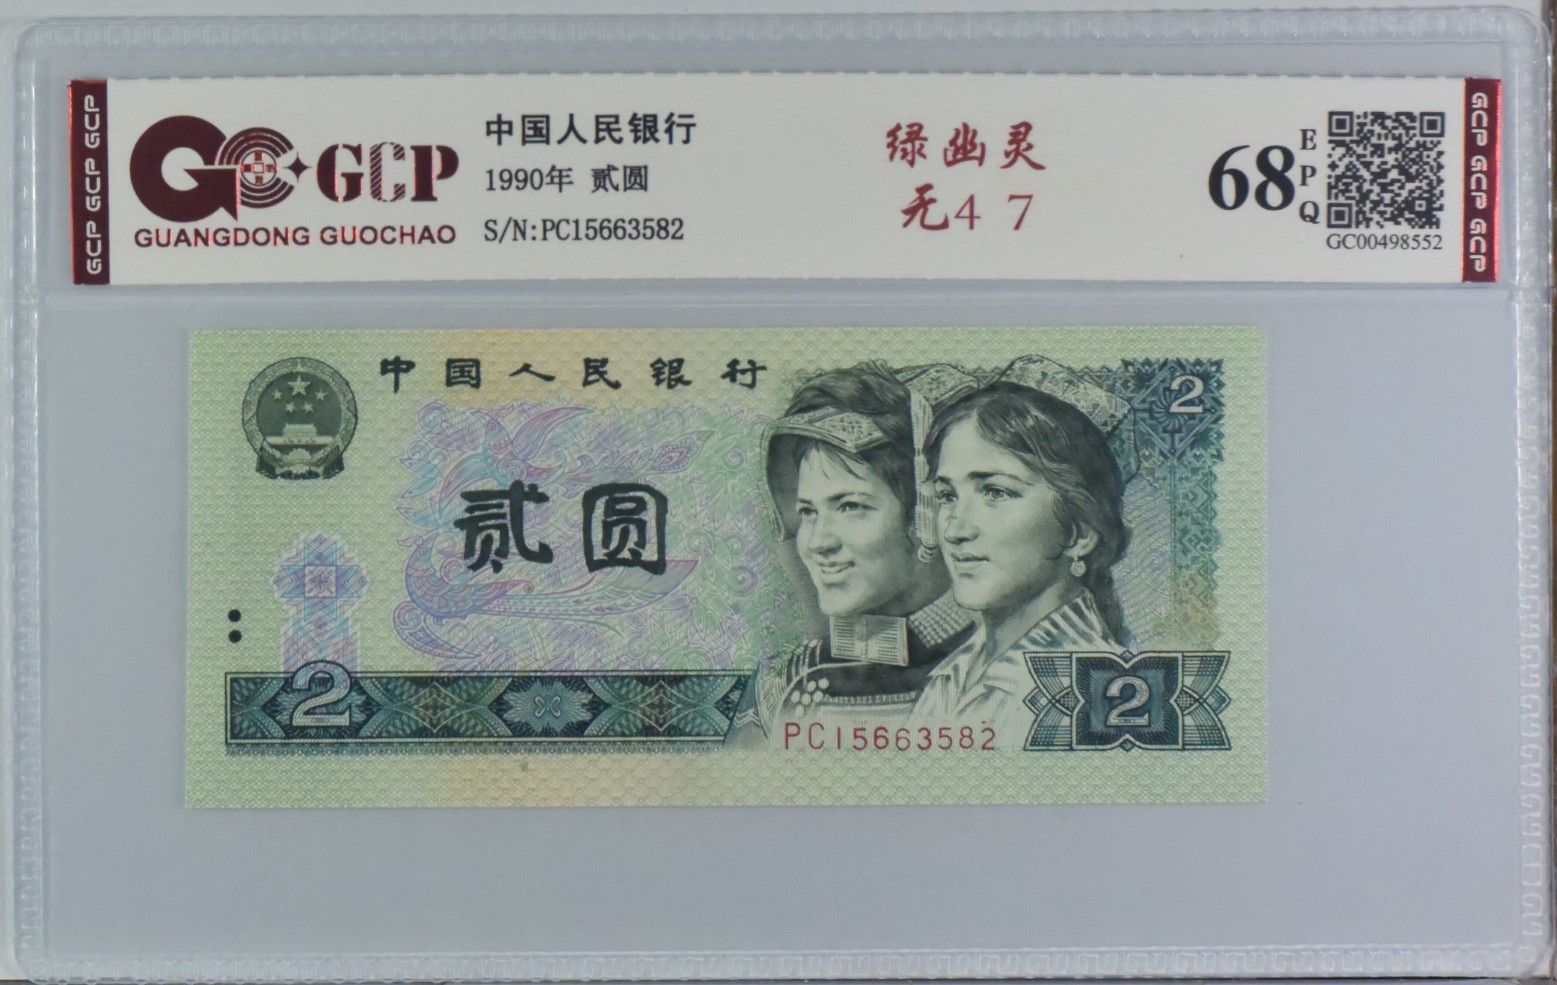 GCP GCP GCP
GCP
GUANGDONG GUOCHAO
中国人民银行
1990年 贰圆
S/N:PC15663582
绿幽灵
无47
68
EPQ
GC00498552
GCP GCP GCP
中国人民银行
2
贰圆
2
PC15663582
2